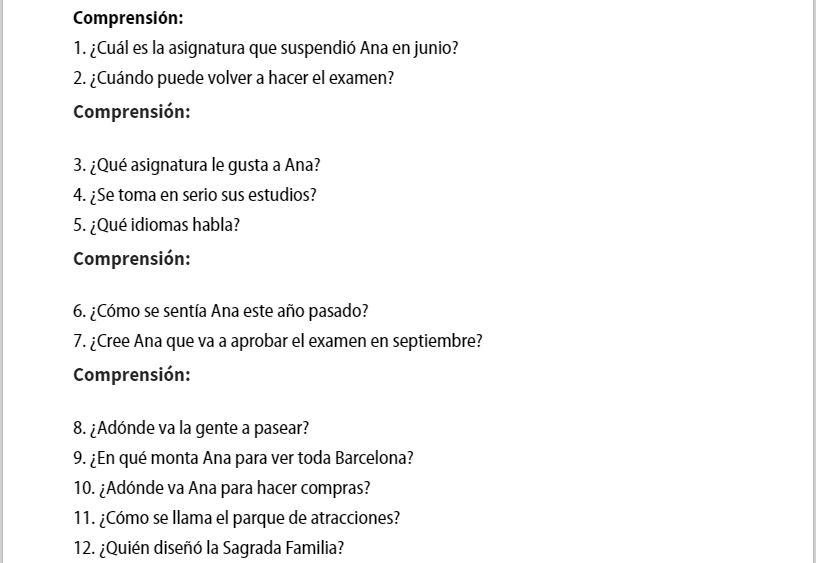 Comprensión:
1. ¿Cuál es la asignatura que suspendió Ana en junio?
2. ¿Cuándo puede volver a hacer el examen?
Comprensión:
3. ¿Qué asignatura le gusta a Ana?
4. ¿Se toma en serio sus estudios?
5. ¿Qué idiomas habla?
Comprensión:
6. ¿Cómo se sentía Ana este año pasado?
7. ¿Cree Ana que va a aprobar el examen en septiembre?
Comprensión:
8. ¿Adónde va la gente a pasear?
9. ¿En qué monta Ana para ver toda Barcelona?
10. ¿Adónde va Ana para hacer compras?
11. ¿Cómo se llama el parque de atracciones?
12. ¿Quién diseñó la Sagrada Familia?